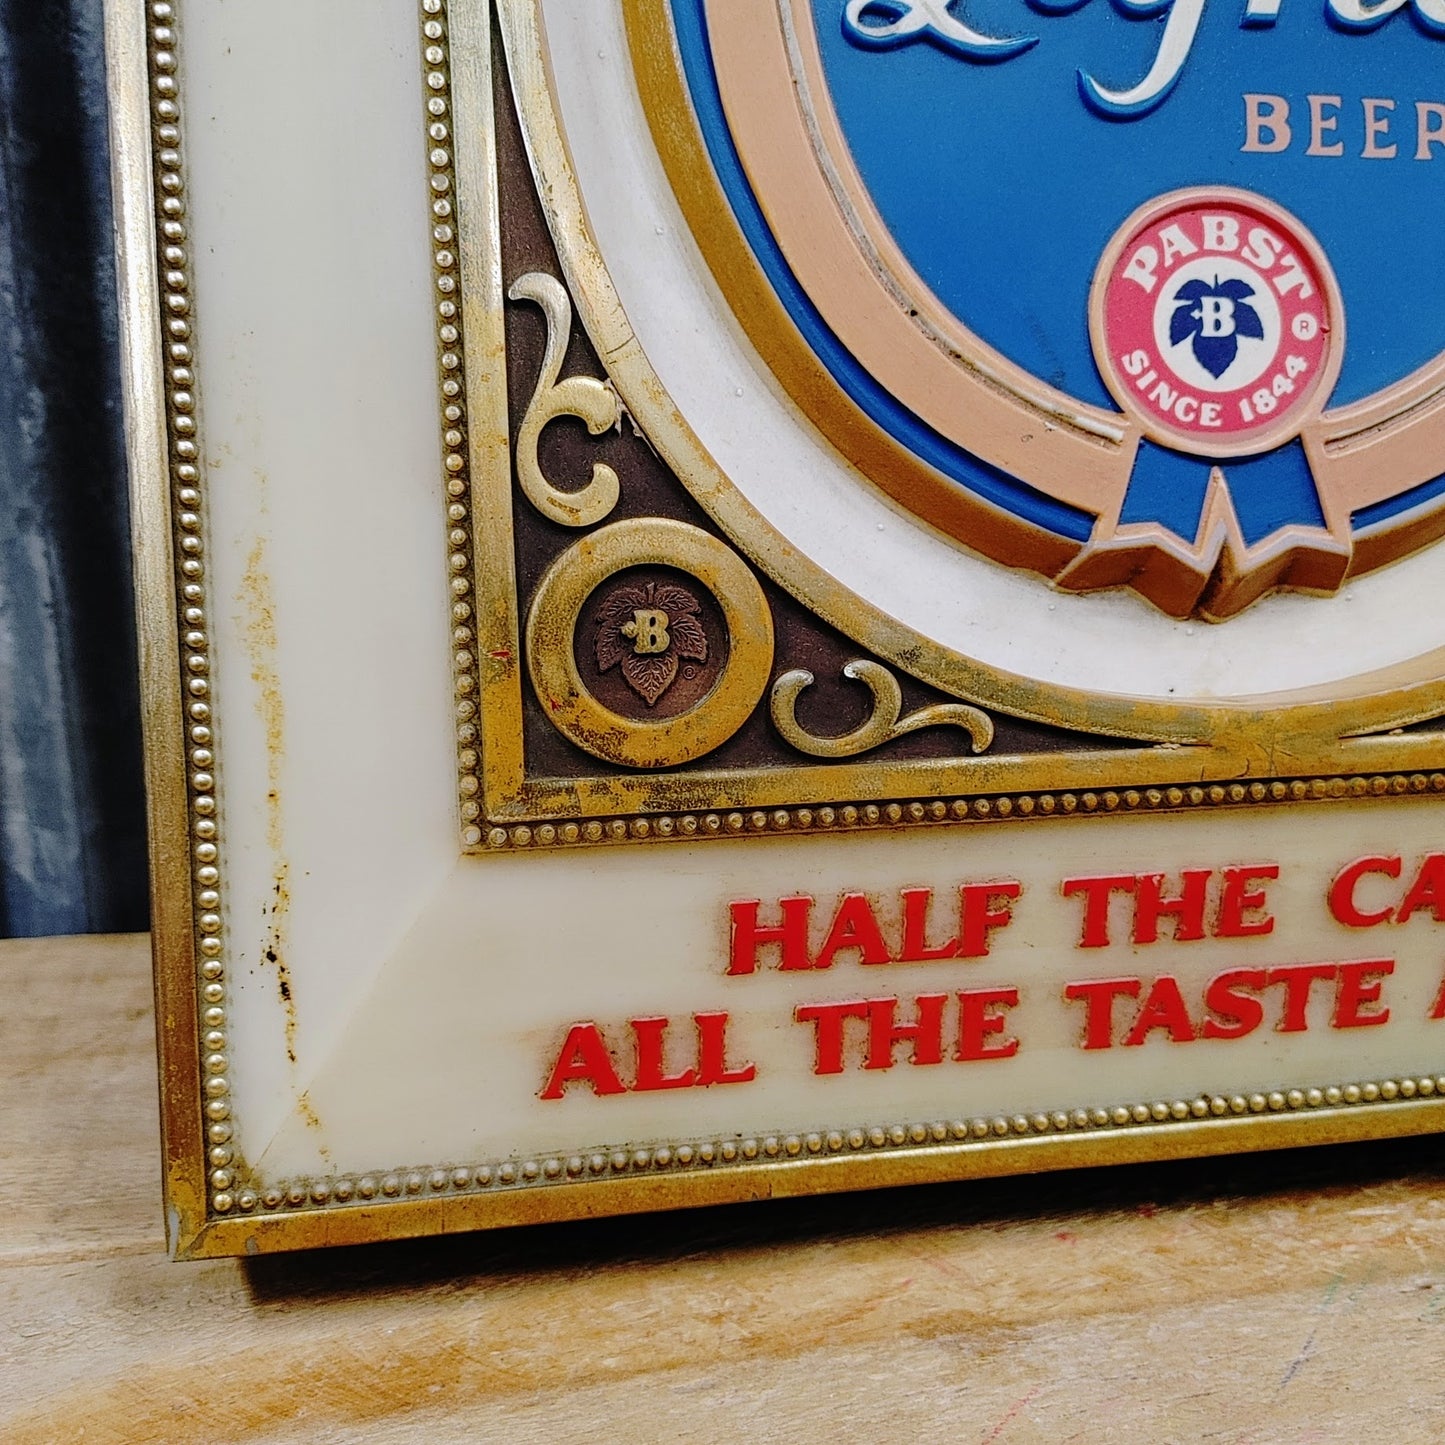 BEER
PABST
B
®
SINCE 1844
B
©
HALF THE CA
ALL THE TASTE